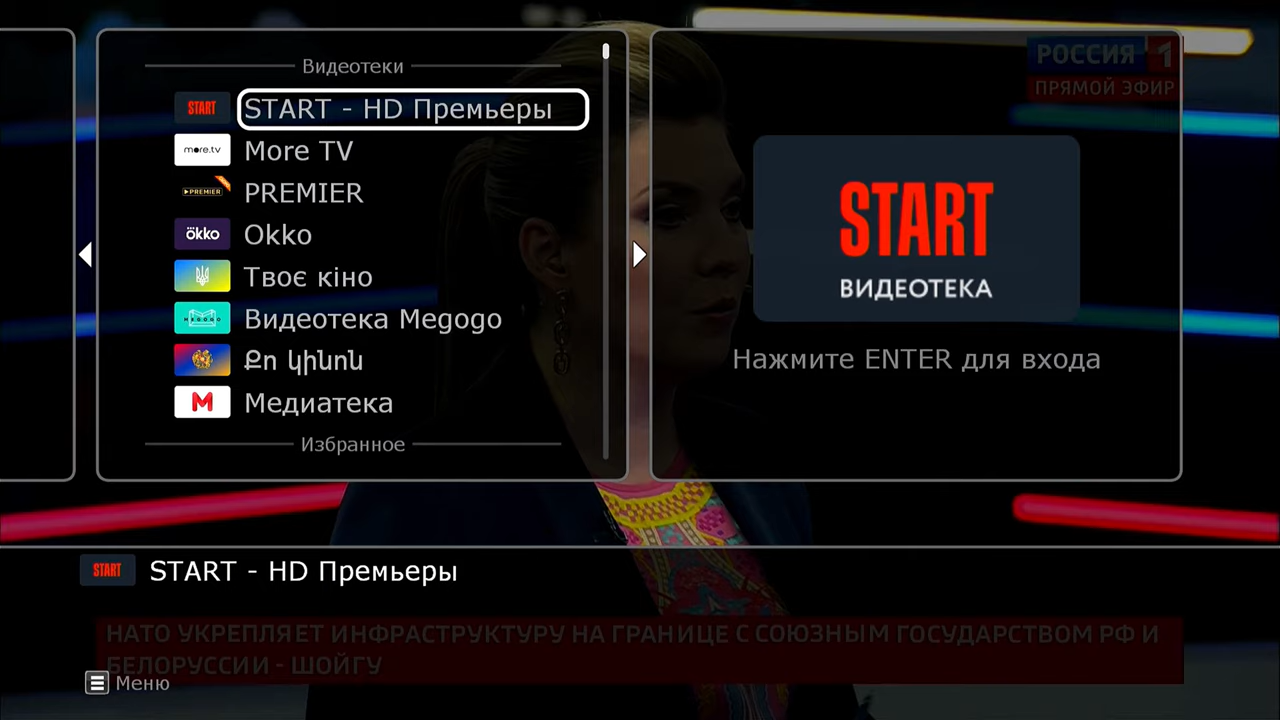 Видеотеки
START
START - HD Премьеры
more.tv
More TV
PREMIER
PREMIER
ökko
Okko
Твоє кіно
MEGOGO
Видеотека Megogo
Քո կինոն
M
Медиатека
Избранное
РОССИЯ 1
ПРЯМОЙ ЭФИР
START
ВИДЕОТЕКА
Нажмите ENTER для входа
START
START - HD Премьеры
НАТО УКРЕПЛЯЕТ ИНФРАСТРУКТУРУ НА ГРАНИЦЕ С СОЮЗНЫМ ГОСУДАРСТВОМ РФ И
БЕЛОРУССИИ - ШОЙГУ
Меню